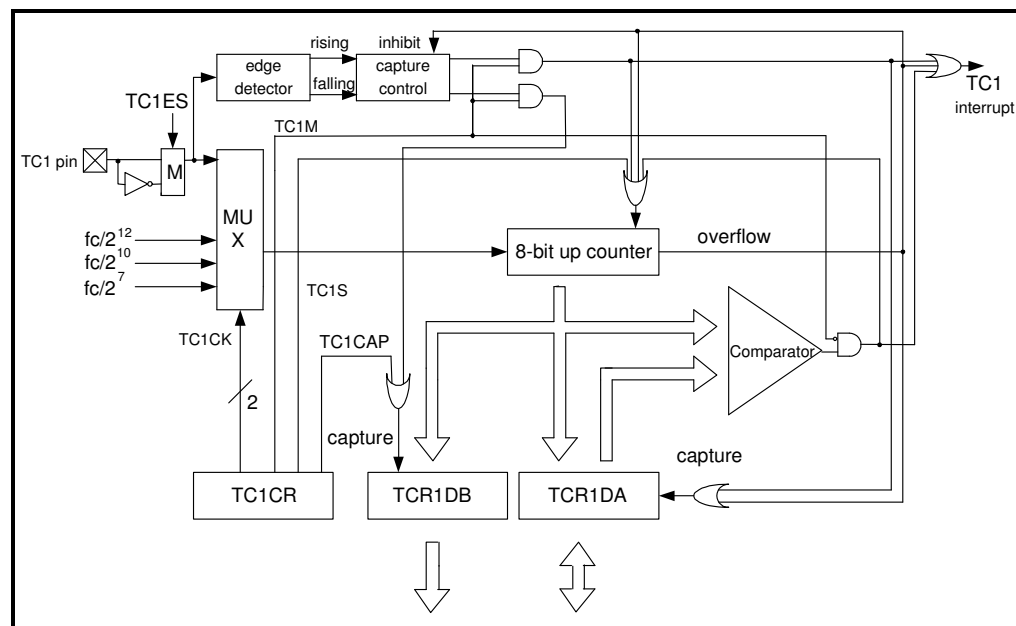 rising
inhibit
edge
detector
falling
capture
control
TC1
interrupt
TC1ES
TC1M
TC1 pin
M
MU
X
fc/2^12
fc/2^10
fc/2^7
8-bit up counter
overflow
TC1S
TC1CK
TC1CAP
Comparator
2
capture
capture
TC1CR
TCR1DB
TCR1DA